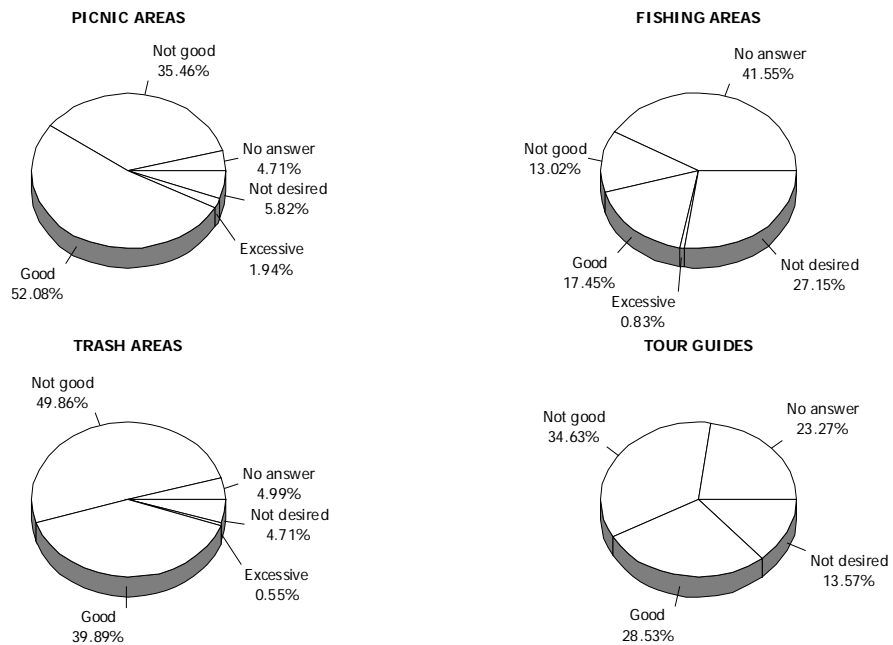 PICNIC AREAS
Not good
35.46%
No answer
4.71%
Not desired
5.82%
Excessive
1.94%
Good
52.08%
FISHING AREAS
No answer
41.55%
Not good
13.02%
Good
17.45%
Excessive
0.83%
Not desired
27.15%
TRASH AREAS
Not good
49.86%
No answer
4.99%
Not desired
4.71%
Excessive
0.55%
Good
39.89%
TOUR GUIDES
Not good
34.63%
No answer
23.27%
Not desired
13.57%
Good
28.53%